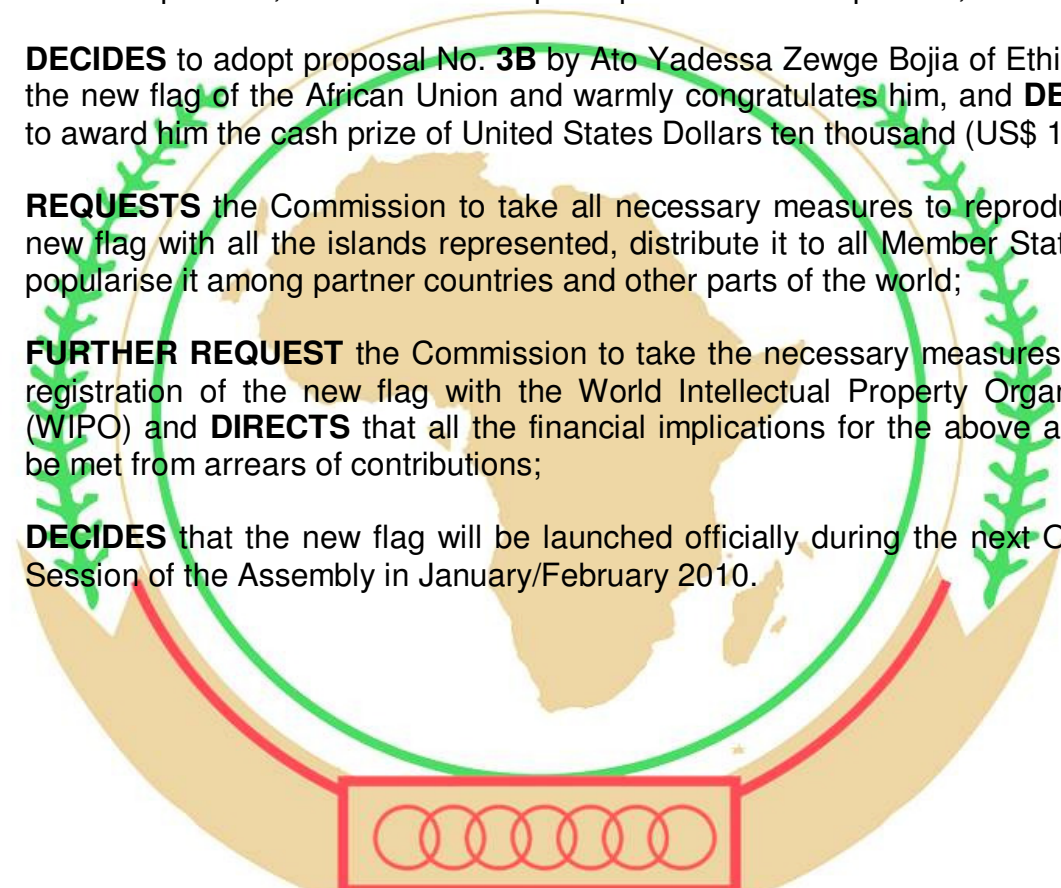 DECIDES to adopt proposal No. 3B by Ato Yadessa Zewge Bojia of
the new flag of the African Union and warmly congratulates him, and
to award him the cash prize of United States Dollars ten thousand (US$
REQUESTS the Commission to take all necessary measures to
new flag with all the islands represented, distribute it to all Member
popularise it among partner countries and other parts of the world;
FURTHER REQUEST the Commission to take the necessary measures
registration of the new flag with the World Intellectual Property
(WIPO) and DIRECTS that all the financial implications for the above
be met from arrears of contributions;
DECIDES that the new flag will be launched officially during the next
Session of the Assembly in January/February 2010.